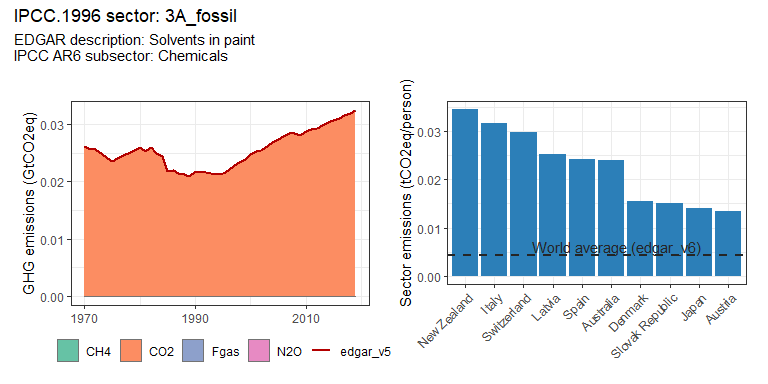 IPCC.1996 sector: 3A_fossil
EDGAR description: Solvents in paint
IPCC AR6 subsector: Chemicals
GHG emissions (GtCO2eq)
0.03
0.02
0.01
0.00
1970
1990
2010
CH4
CO2
Fgas
N2O
edgar_v5
Sector emissions (tCO2eq/person)
0.03
0.02
0.01
0.00
World average (edgar_v6)
New Zealand
Italy
Switzerland
Latvia
Spain
Australia
Denmark
Slovak Republic
Japan
Austria